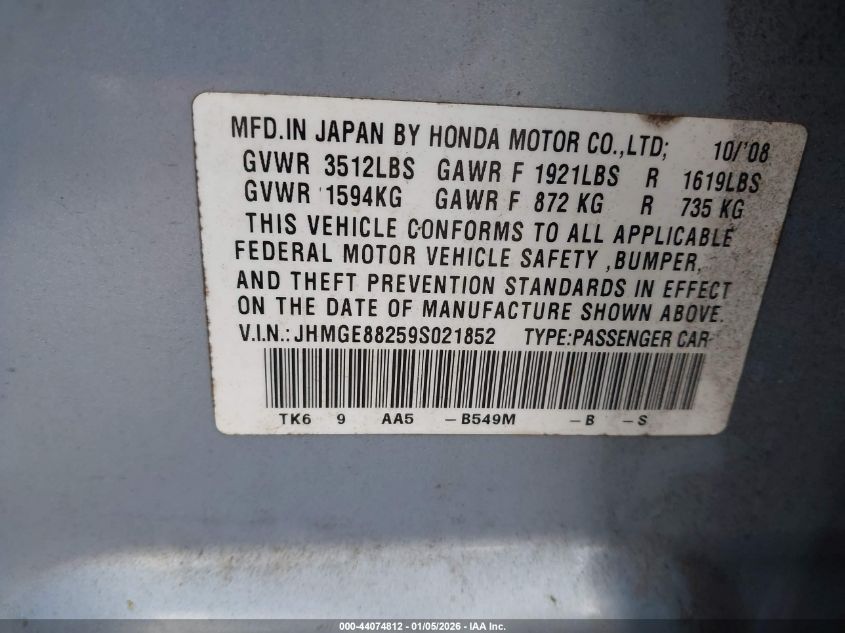 MFD.IN JAPAN BY HONDA MOTOR CO.,LTD; 10/'08
GVWR 3512LBS GAWR F 1921LBS R 1619LBS
GVWR 1594KG GAWR F 872 KG R 735 KG
THIS VEHICLE CONFORMS TO ALL APPLICABLE
FEDERAL MOTOR VEHICLE SAFETY ,BUMPER,
AND THEFT PREVENTION STANDARDS IN EFFECT
ON THE DATE OF MANUFACTURE SHOWN ABOVE.
V.I.N.:JHMGE88259S021852 TYPE:PASSENGER CAR
TK6 9 AA5 -B549M -B -S
000-44074812 - 01/05/2026 - IAA Inc.